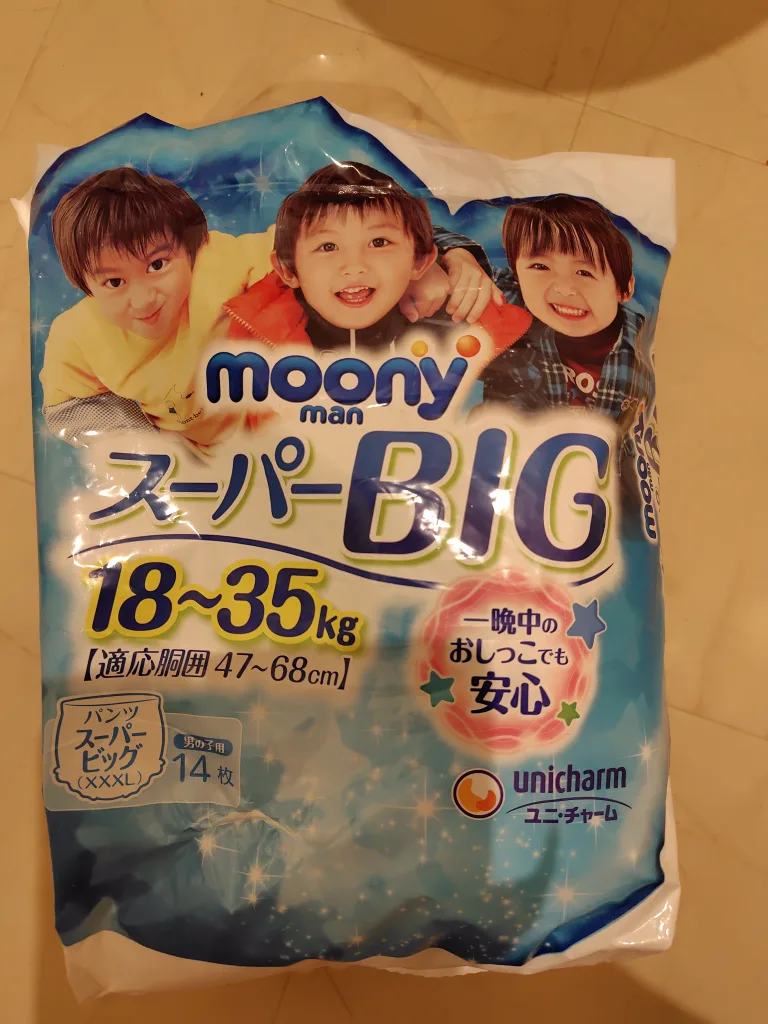 moony
man
スーパーBIG
18~35kg
【適応胴囲 47~68cm】
一晩中の
おしっこでも
安心
パンツ
スーパー
ビッグ
(XXXL)
男の子用
14枚
unicharm
ユニ・チャーム
moony